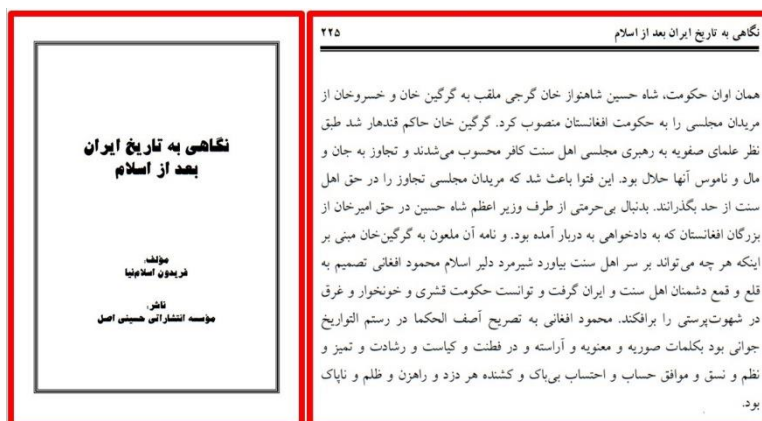 نگاهی به تاریخ ایران
بعد از اسلام
مؤلف:
فریدون اسلام‌نیا
ناشر:
مؤسسه انتشاراتی حسینی اصل
نگاهی به تاریخ ایران بعد از اسلام ۲۲۵
همان اوان حکومت، شاه حسین شاهنواز خان گرجی ملقب به گرگین خان و خسروخان از
مریدان مجلسی را به حکومت افغانستان منصوب کرد. گرگین خان حاکم قندهار شد طبق
نظر علمای صفویه به رهبری مجلسی اهل سنت کافر محسوب می‌شدند و تجاوز به جان و
مال و ناموس آنها حلال بود. این فتوا باعث شد که مریدان مجلسی تجاوز را در حق اهل
سنت از حد بگذرانند. بدنبال بی‌حرمتی از طرف وزیر اعظم شاه حسین در حق امیرخان از
بزرگان افغانستان که به دادخواهی به دربار آمده بود. و نامه آن ملعون به گرگین‌خان مبنی بر
اینکه هر چه می‌تواند بر سر اهل سنت بیاورد شیرمرد دلیر اسلام محمود افغانی تصمیم به
قلع و قمع دشمنان اهل سنت و ایران گرفت و توانست حکومت قشری و خونخوار و غرق
در شهوت‌پرستی را برافکند. محمود افغانی به تصریح آصف الحکما در رستم التواریخ
جوانی بود بکلمات صوریه و معنویه و آراسته و در فطنت و کیاست و رشادت و تمیز و
نظم و نسق و موافق حساب و احتساب بی‌باک و کشنده هر دزد و راهزن و ظلم و ناپاک
بود.